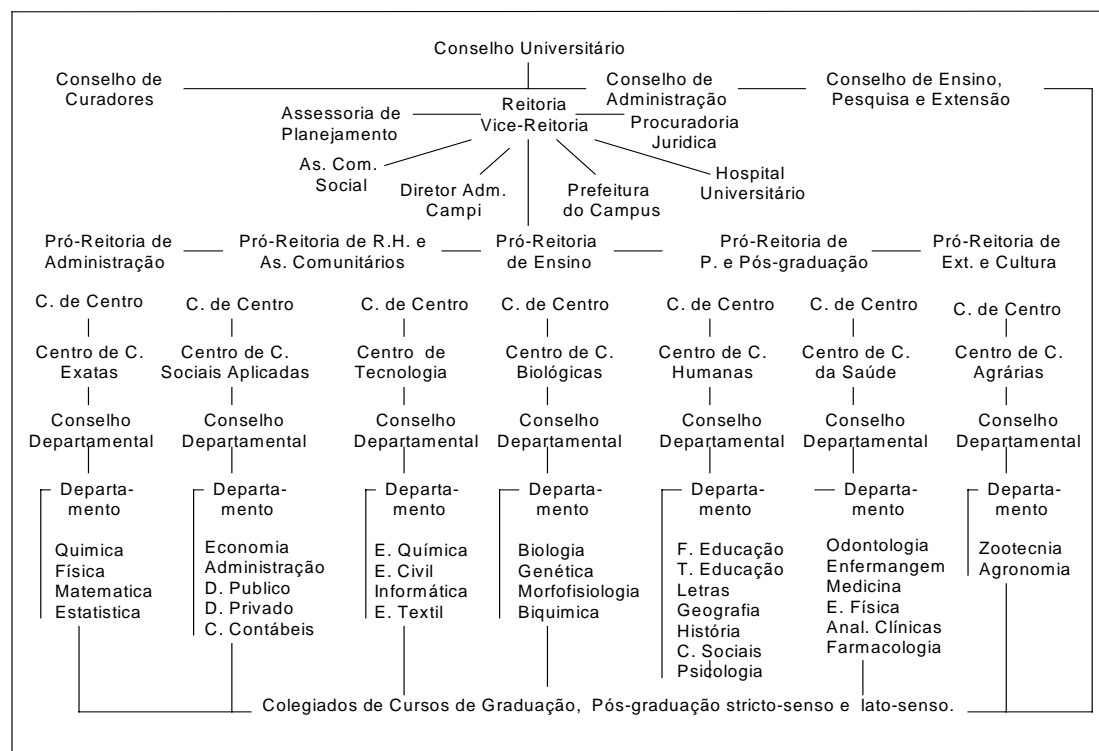 Conselho Universitário
Conselho de
Curadores
Conselho de
Administração
Conselho de Ensino,
Pesquisa e Extensão
Assessoria de
Planejamento
Reitoria
Vice-Reitoria
Procuradoria
Juridica
As. Com.
Social
Diretor Adm.
Campi
Prefeitura
do Campus
Hospital
Universitário
Pró-Reitoria de
Administração
Pró-Reitoria de R.H. e
As. Comunitários
Pró-Reitoria
de Ensino
Pró-Reitoria de
P. e Pós-graduação
Pró-Reitoria de
Ext. e Cultura
C. de Centro
Centro de C.
Exatas
Conselho
Departamental
Departa-
mento
Quimica
Física
Matematica
Estatistica
C. de Centro
Centro de C.
Sociais Aplicadas
Conselho
Departamental
Departa-
mento
Economia
Administração
D. Publico
D. Privado
C. Contábeis
C. de Centro
Centro de
Tecnologia
Conselho
Departamental
Departa-
mento
E. Química
E. Civil
Informática
E. Textil
C. de Centro
Centro de C.
Biológicas
Conselho
Departamental
Departa-
mento
Biologia
Genética
Morfofisiologia
Biquimica
C. de Centro
Centro de C.
Humanas
Conselho
Departamental
Departa-
mento
F. Educação
T. Educação
Letras
Geografia
História
C. Sociais
Psicologia
C. de Centro
Centro de C.
da Saúde
Conselho
Departamental
Departa-
mento
Odontologia
Enfermangem
Medicina
E. Física
Anal. Clínicas
Farmacologia
C. de Centro
Centro de C.
Agrárias
Conselho
Departamental
Departa-
mento
Zootecnia
Agronomia
Colegiados de Cursos de Graduação, Pós-graduação stricto-senso e lato-senso.